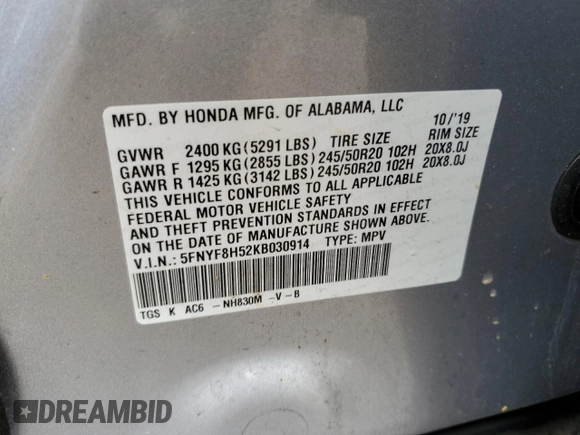 MFD. BY HONDA MFG. OF ALABAMA, LLC 10/'19
GVWR 2400 KG (5291 LBS) TIRE SIZE RIM SIZE
GAWR F 1295 KG (2855 LBS) 245/50R20 102H 20X8.0J
GAWR R 1425 KG (3142 LBS) 245/50R20 102H 20X8.0J
THIS VEHICLE CONFORMS TO ALL APPLICABLE
FEDERAL MOTOR VEHICLE SAFETY
AND THEFT PREVENTION STANDARDS IN EFFECT
ON THE DATE OF MANUFACTURE SHOWN ABOVE.
V.I.N.: 5FNYF8H52KB030914 TYPE: MPV
TGS K AC6 -NH830M -V-B
DREAMBID